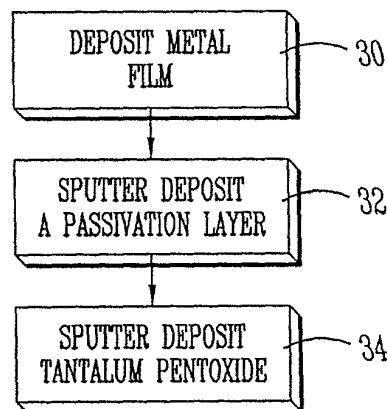 DEPOSIT METAL
FILM
30
SPUTTER DEPOSIT
A PASSIVATION LAYER
32
SPUTTER DEPOSIT
TANTALUM PENTOXIDE
34